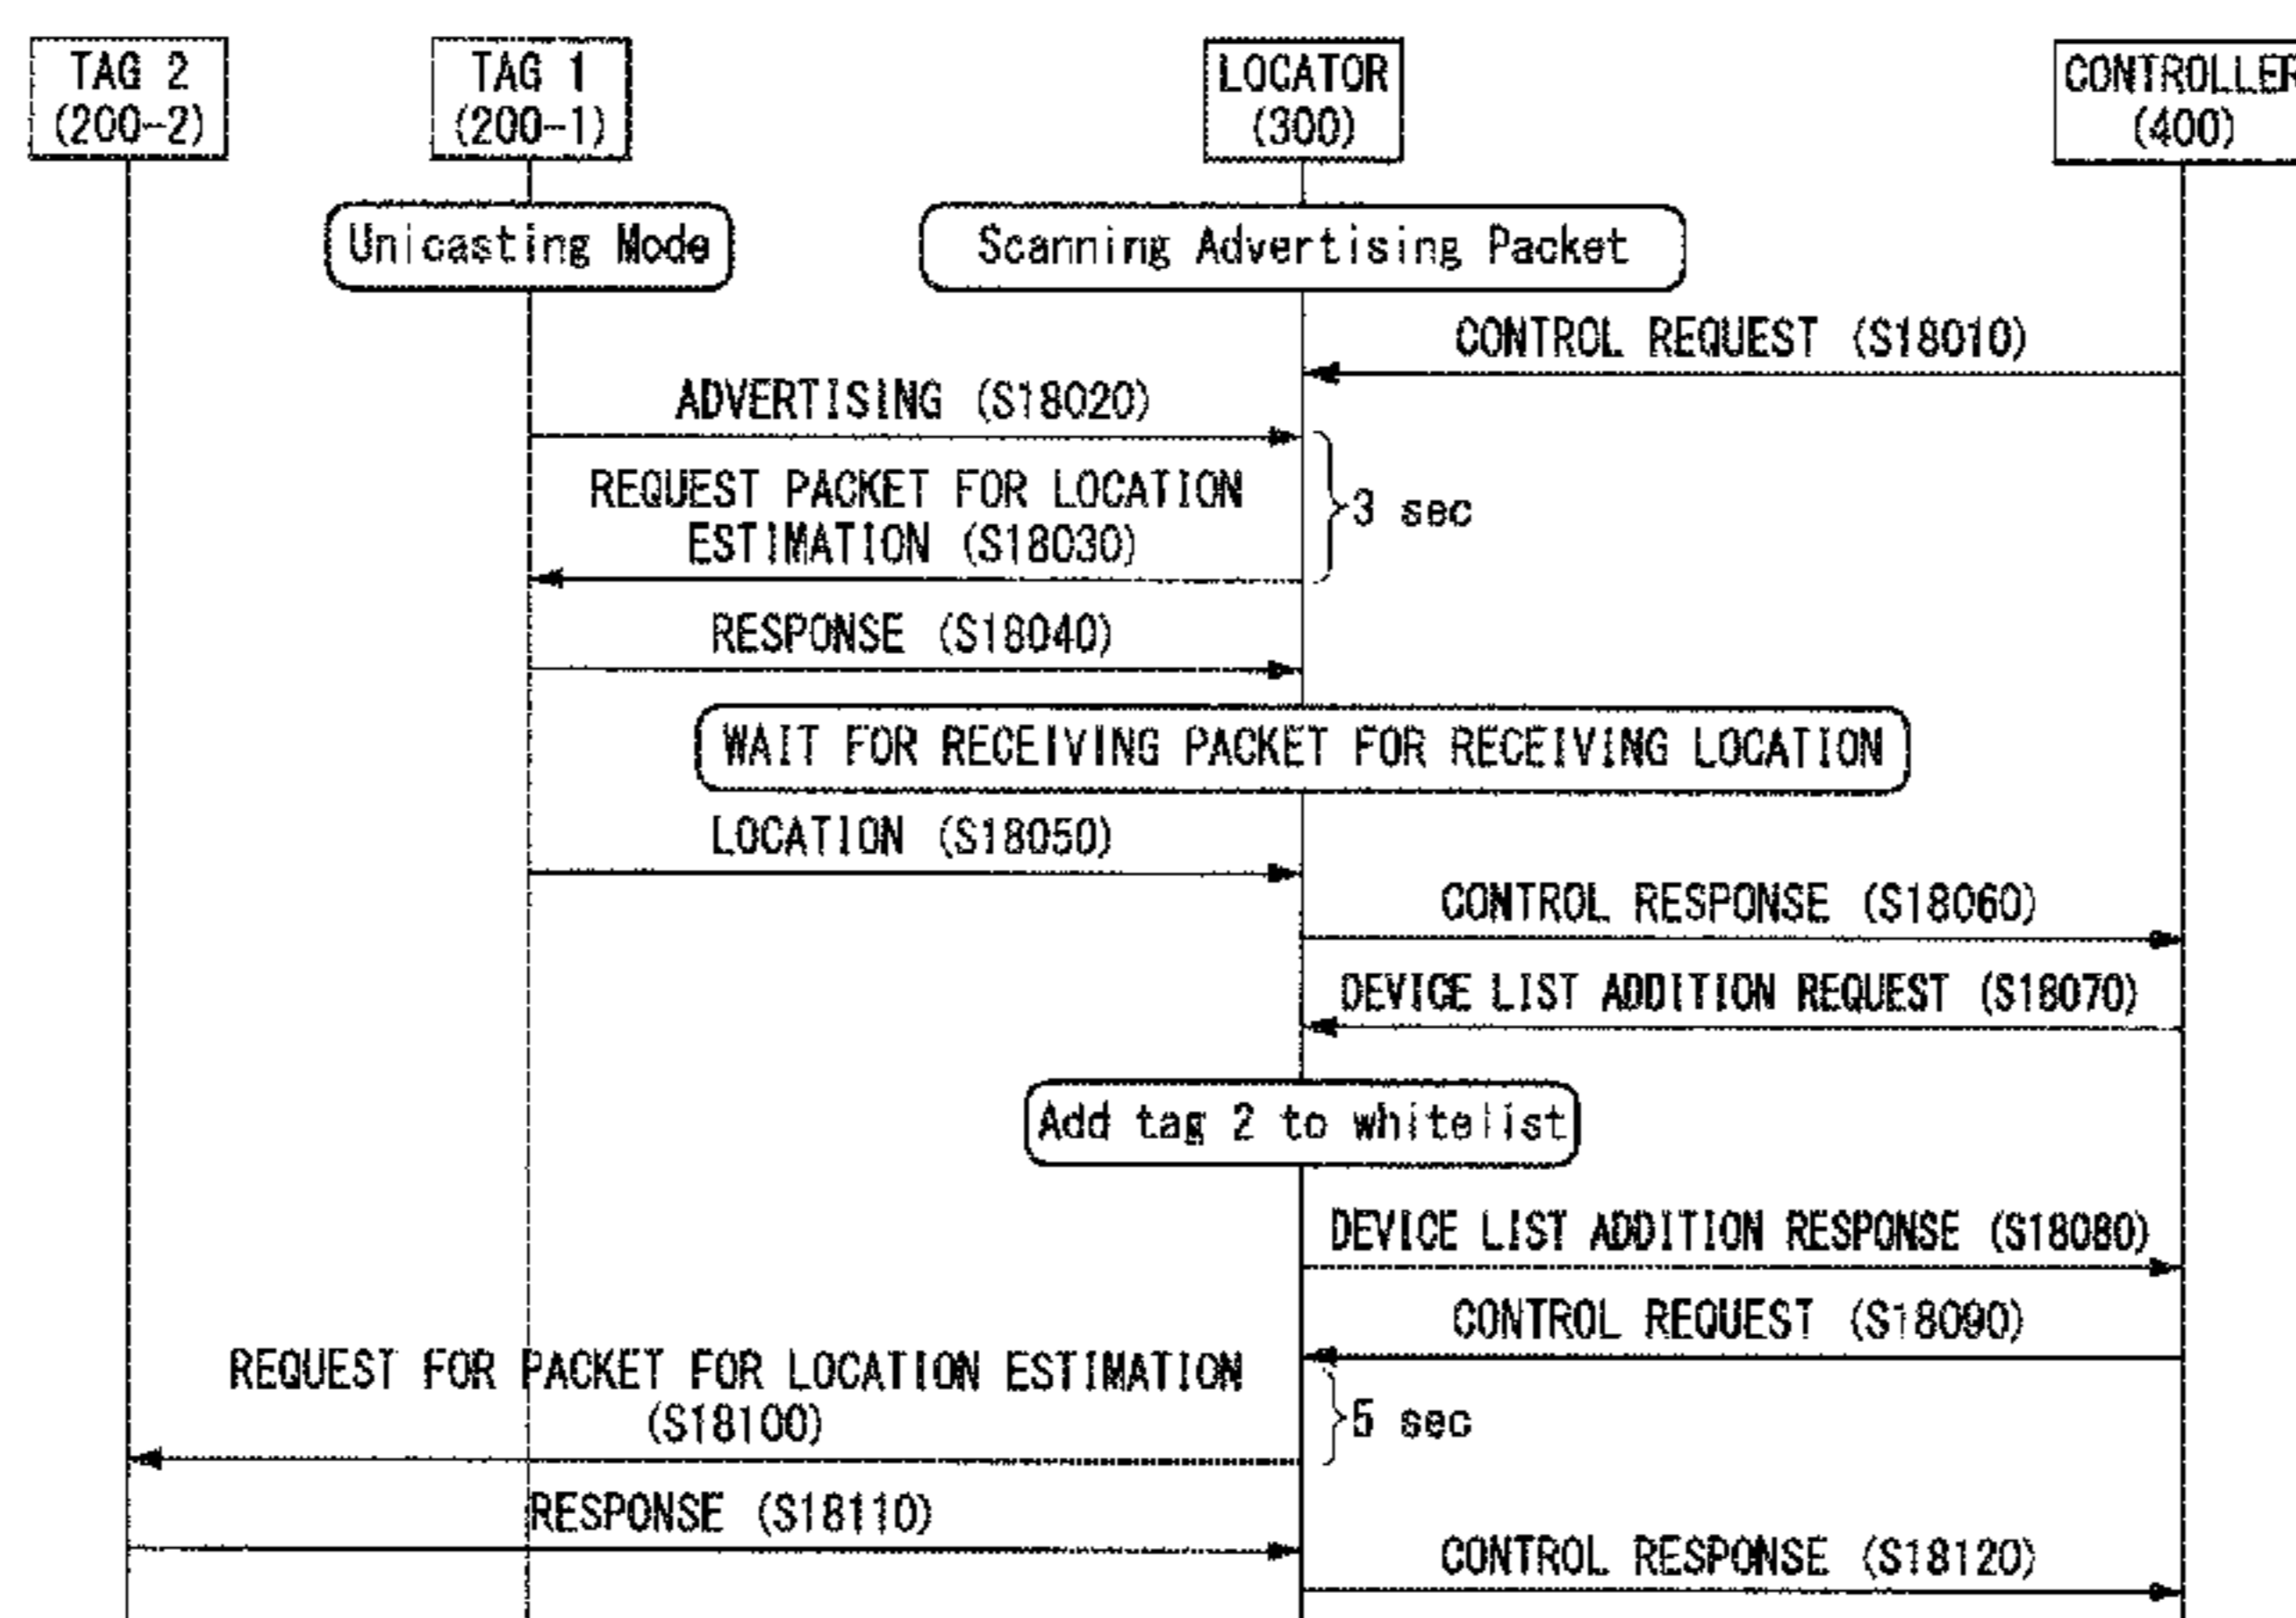 TAG 2
(200-2)
TAG 1
(200-1)
LOCATOR
(300)
CONTROLLER
(400)
Unicasting Mode
Scanning Advertising Packet
CONTROL REQUEST (S18010)
ADVERTISING (S18020)
REQUEST PACKET FOR LOCATION
ESTIMATION (S18030)
3 sec
RESPONSE (S18040)
WAIT FOR RECEIVING PACKET FOR RECEIVING LOCATION
LOCATION (S18050)
CONTROL RESPONSE (S18060)
DEVICE LIST ADDITION REQUEST (S18070)
Add tag 2 to whitelist
DEVICE LIST ADDITION RESPONSE (S18080)
CONTROL REQUEST (S18090)
REQUEST FOR PACKET FOR LOCATION ESTIMATION
(S18100)
5 sec
RESPONSE (S18110)
CONTROL RESPONSE (S18120)